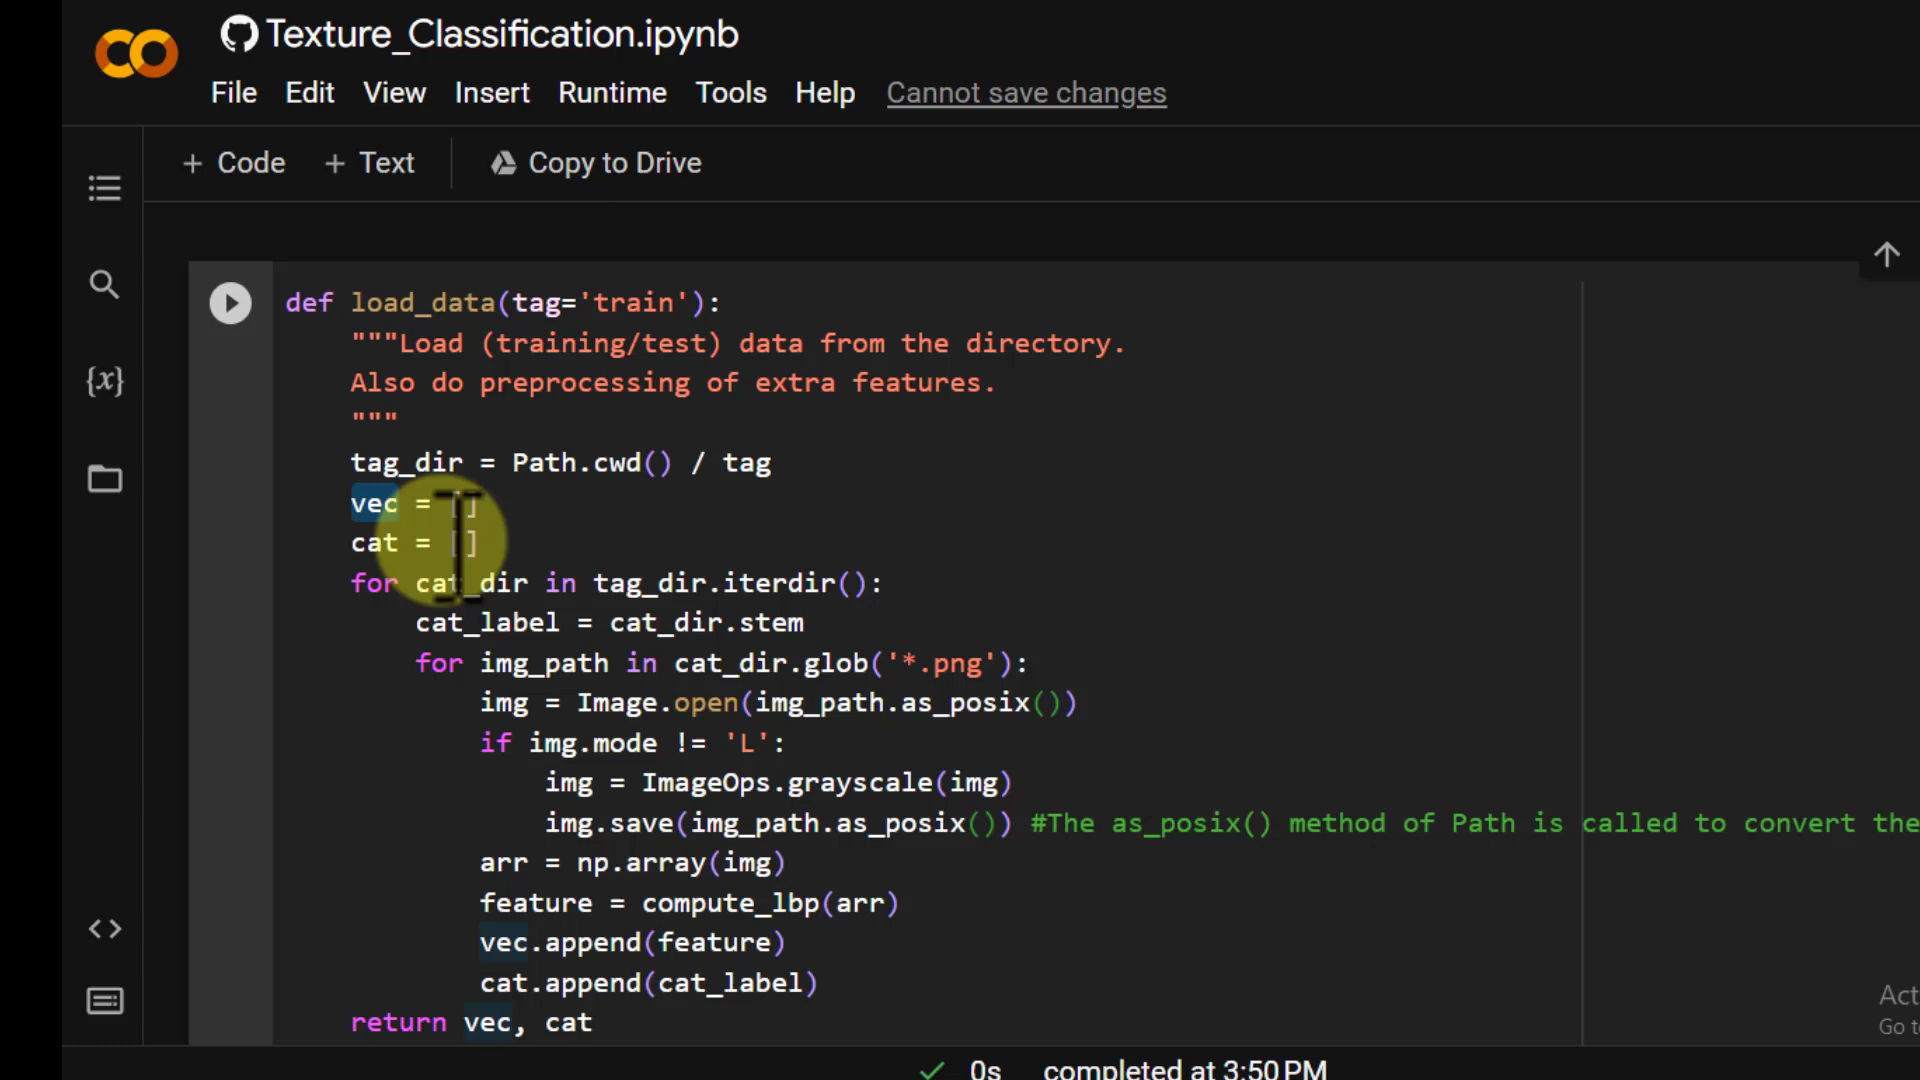 Texture_Classification.ipynb
File Edit View Insert Runtime Tools Help Cannot save changes
+ Code + Text Copy to Drive
def load_data(tag='train'):
"""Load (training/test) data from the directory.
Also do preprocessing of extra features.
"""
tag_dir = Path.cwd() / tag
vec = []
cat = []
for cat_dir in tag_dir.iterdir():
cat_label = cat_dir.stem
for img_path in cat_dir.glob('*.png'):
img = Image.open(img_path.as_posix())
if img.mode != 'L':
img = ImageOps.grayscale(img)
img.save(img_path.as_posix()) #The as_posix() method of Path is called to convert the
arr = np.array(img)
feature = compute_lbp(arr)
vec.append(feature)
cat.append(cat_label)
return vec, cat
Act
Go to
0s completed at 3:50 PM